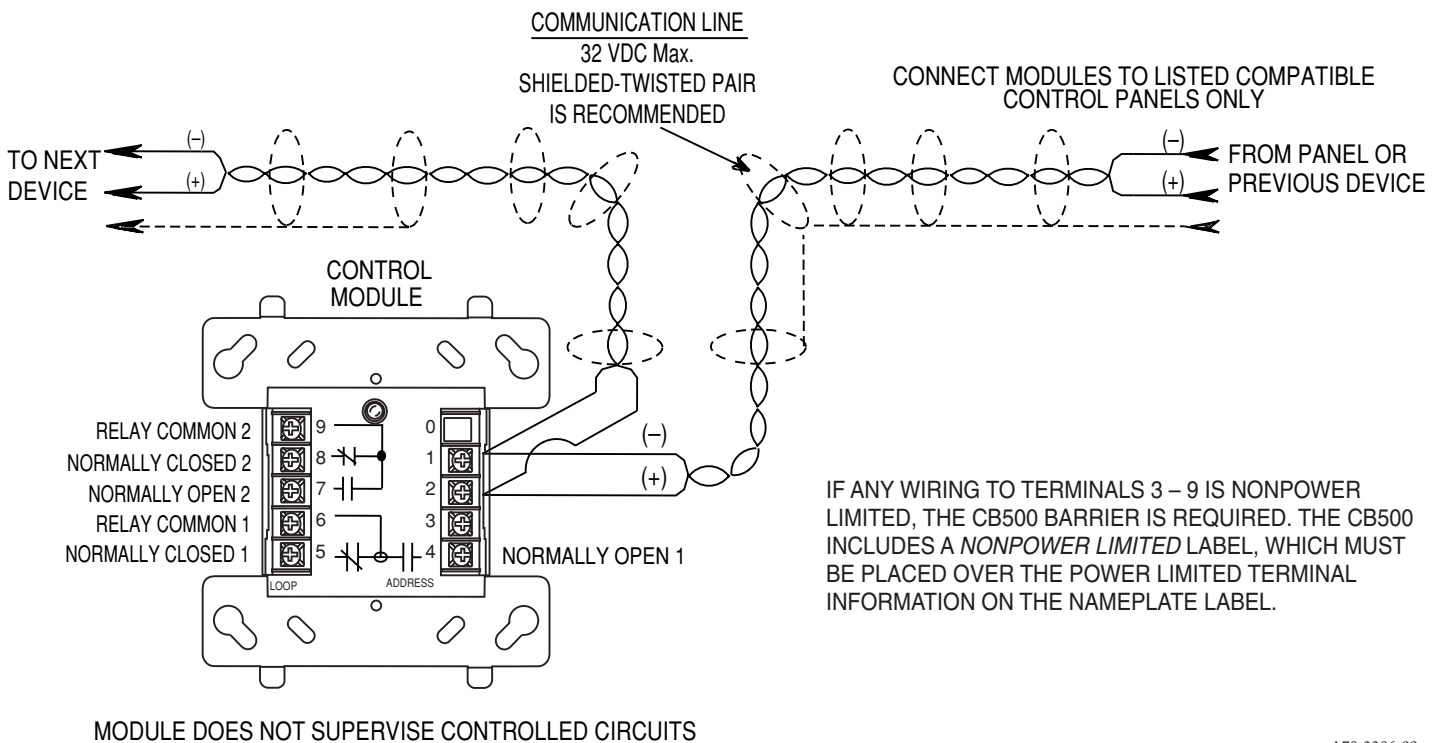 COMMUNICATION LINE
32 VDC Max.
SHIELDED-TWISTED PAIR
IS RECOMMENDED
CONNECT MODULES TO LISTED COMPATIBLE
CONTROL PANELS ONLY
TO NEXT
DEVICE
(–)
(+)
(–)
(+)
FROM PANEL OR
PREVIOUS DEVICE
CONTROL
MODULE
RELAY COMMON 2
NORMALLY CLOSED 2
NORMALLY OPEN 2
RELAY COMMON 1
NORMALLY CLOSED 1
9
8
7
6
5
0
1
2
3
4
LOOP
ADDRESS
NORMALLY OPEN 1
(–)
(+)
IF ANY WIRING TO TERMINALS 3 – 9 IS NONPOWER
LIMITED, THE CB500 BARRIER IS REQUIRED. THE CB500
INCLUDES A NONPOWER LIMITED LABEL, WHICH MUST
BE PLACED OVER THE POWER LIMITED TERMINAL
INFORMATION ON THE NAMEPLATE LABEL.
MODULE DOES NOT SUPERVISE CONTROLLED CIRCUITS